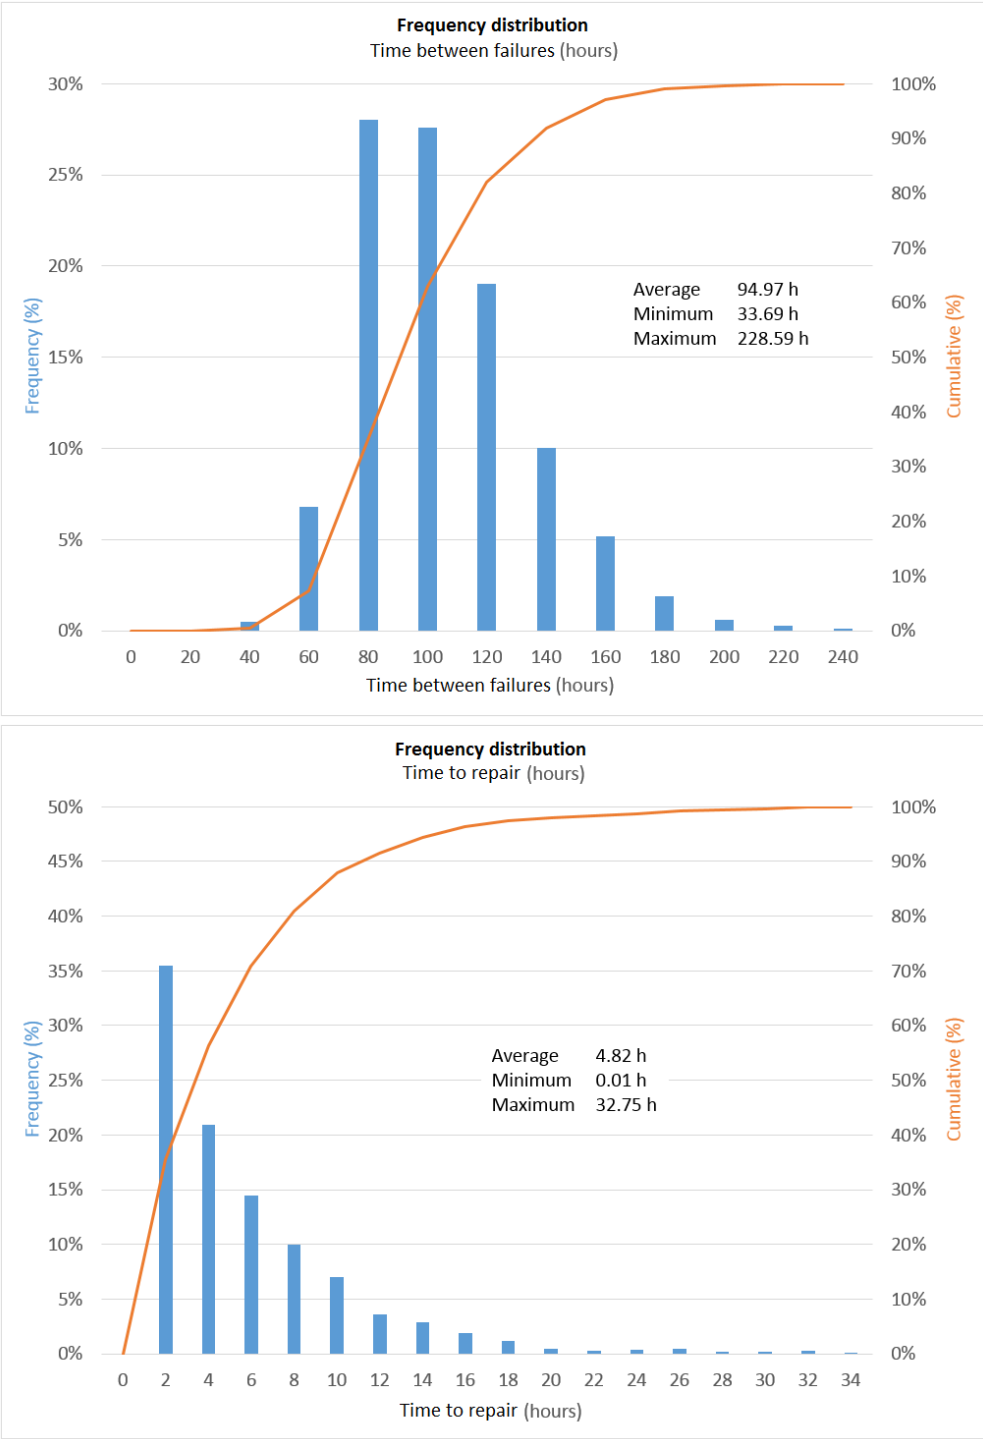 Frequency distribution
Time between failures (hours)
30%
25%
20%
15%
10%
5%
0%
Frequency (%)
100%
90%
80%
70%
60%
50%
40%
30%
20%
10%
0%
Cumulative (%)
Average 94.97 h
Minimum 33.69 h
Maximum 228.59 h
0 20 40 60 80 100 120 140 160 180 200 220 240
Time between failures (hours)
Frequency distribution
Time to repair (hours)
50%
45%
40%
35%
30%
25%
20%
15%
10%
5%
0%
Frequency (%)
100%
90%
80%
70%
60%
50%
40%
30%
20%
10%
0%
Cumulative (%)
Average 4.82 h
Minimum 0.01 h
Maximum 32.75 h
0 2 4 6 8 10 12 14 16 18 20 22 24 26 28 30 32 34
Time to repair (hours)